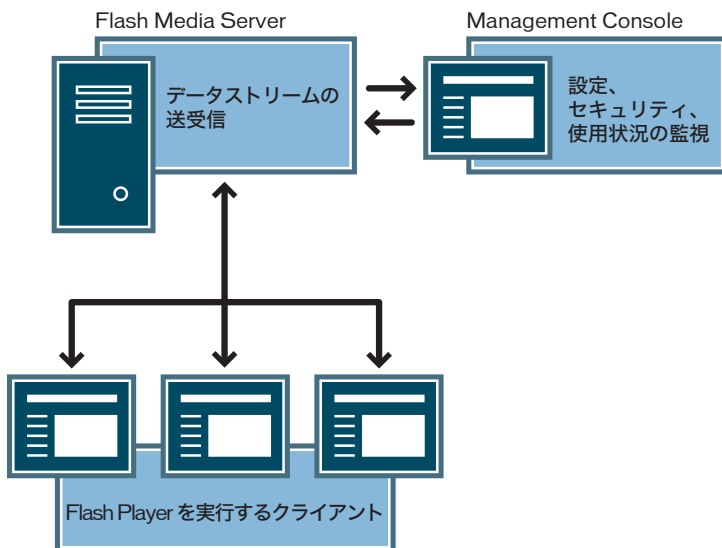 Flash Media Server
Management Console
データストリームの
送受信
設定、
セキュリティ、
使用状況の監視
Flash Player を実行するクライアント